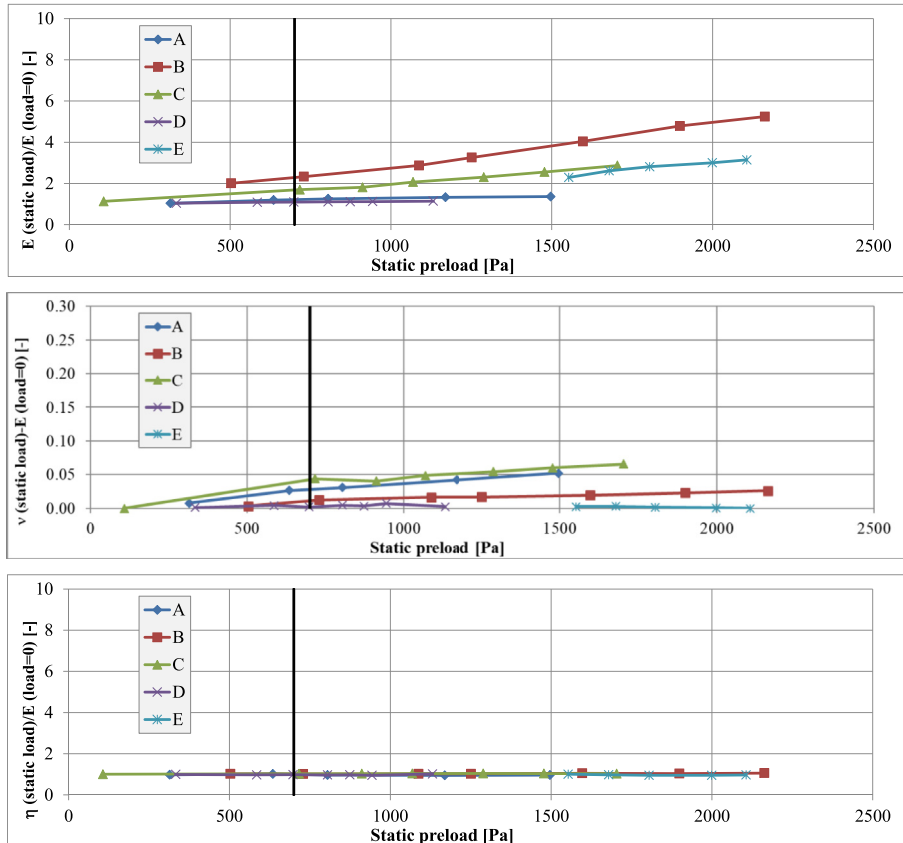 E (static load)/E (load=0) [-]
10
8
6
4
2
0
A
B
C
D
E
0 500 1000 1500 2000 2500
Static preload [Pa]
ν (static load)-E (load=0) [-]
0.30
0.25
0.20
0.15
0.10
0.05
0.00
A
B
C
D
E
0 500 1000 1500 2000 2500
Static preload [Pa]
η (static load)/E (load=0) [-]
10
8
6
4
2
0
A
B
C
D
E
0 500 1000 1500 2000 2500
Static preload [Pa]